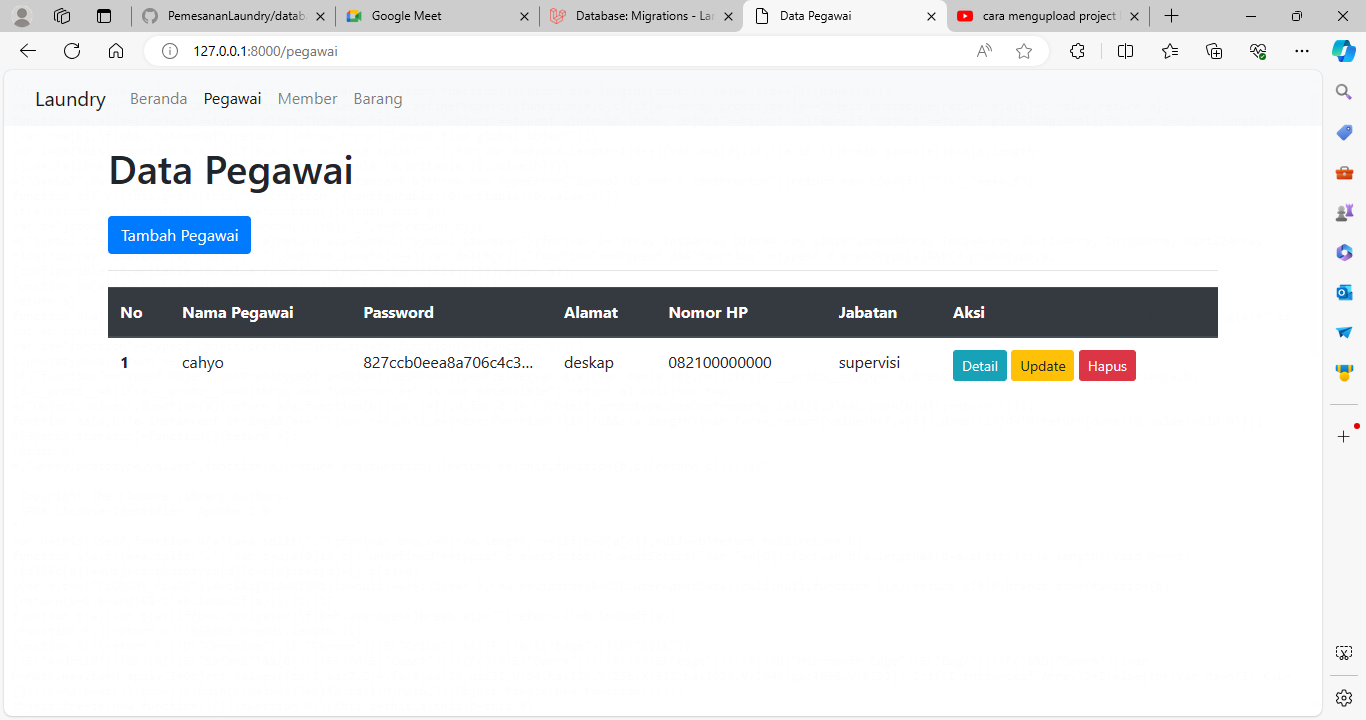 PemesananLaundry/datab
Google Meet
Database: Migrations - La
Data Pegawai
cara mengupload project
127.0.0.1:8000/pegawai
Laundry Beranda Pegawai Member Barang
Data Pegawai
Tambah Pegawai
No Nama Pegawai Password Alamat Nomor HP Jabatan Aksi
1 cahyo 827ccb0eea8a706c4c3... deskap 082100000000 supervisi Detail Update Hapus